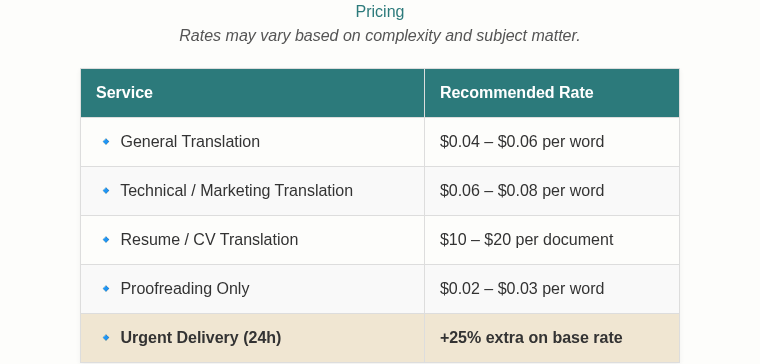 Pricing
Rates may vary based on complexity and subject matter.
Service Recommended Rate
🔹 General Translation $0.04 – $0.06 per word
🔹 Technical / Marketing Translation $0.06 – $0.08 per word
🔹 Resume / CV Translation $10 – $20 per document
🔹 Proofreading Only $0.02 – $0.03 per word
🔹 Urgent Delivery (24h) +25% extra on base rate